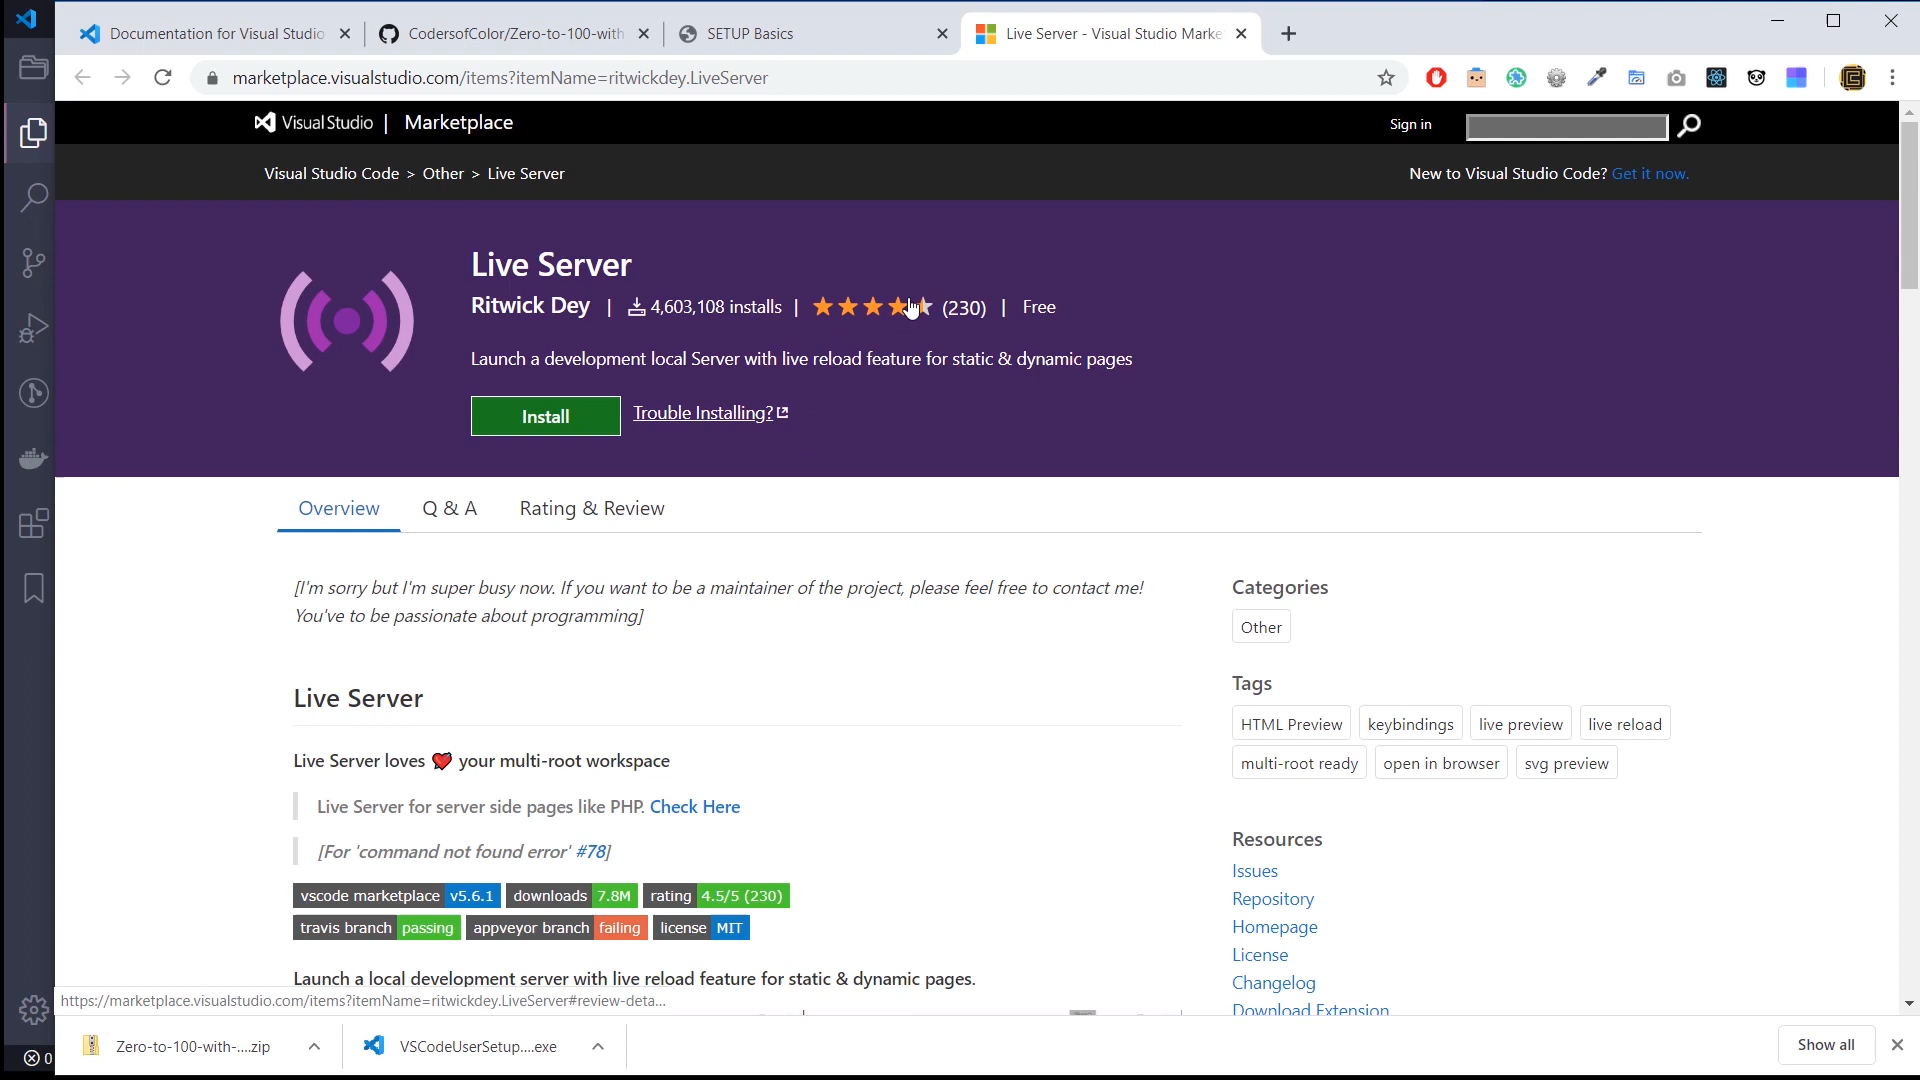 Documentation for Visual Studio
CodersofColor/Zero-to-100-with
SETUP Basics
Live Server - Visual Studio Marke
marketplace.visualstudio.com/items?itemName=ritwickdey.LiveServer
Visual Studio | Marketplace
Sign in
Visual Studio Code > Other > Live Server
New to Visual Studio Code? Get it now.
Live Server
Ritwick Dey | 4,603,108 installs | (230) | Free
Launch a development local Server with live reload feature for static & dynamic pages
Install
Trouble Installing?
Overview
Q & A
Rating & Review
[I'm sorry but I'm super busy now. If you want to be a maintainer of the project, please feel free to contact me!
You've to be passionate about programming]
Live Server
Live Server loves ❤️ your multi-root workspace
Live Server for server side pages like PHP. Check Here
[For 'command not found error' #78]
vscode marketplace v5.6.1
downloads 7.8M
rating 4.5/5 (230)
travis branch passing
appveyor branch failing
license MIT
Launch a local development server with live reload feature for static & dynamic pages.
Categories
Other
Tags
HTML Preview
keybindings
live preview
live reload
multi-root ready
open in browser
svg preview
Resources
Issues
Repository
Homepage
License
Changelog
Download Extension
https://marketplace.visualstudio.com/items?itemName=ritwickdey.LiveServer#review-deta...
0
Zero-to-100-with-....zip
VSCodeUserSetup....exe
Show all